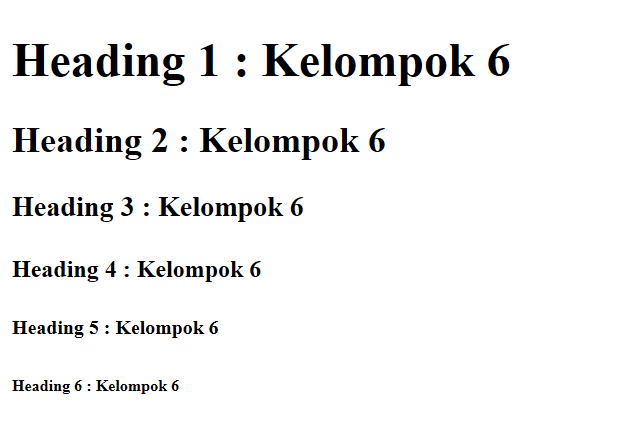 Heading 1 : Kelompok 6
Heading 2 : Kelompok 6
Heading 3 : Kelompok 6
Heading 4 : Kelompok 6
Heading 5 : Kelompok 6
Heading 6 : Kelompok 6